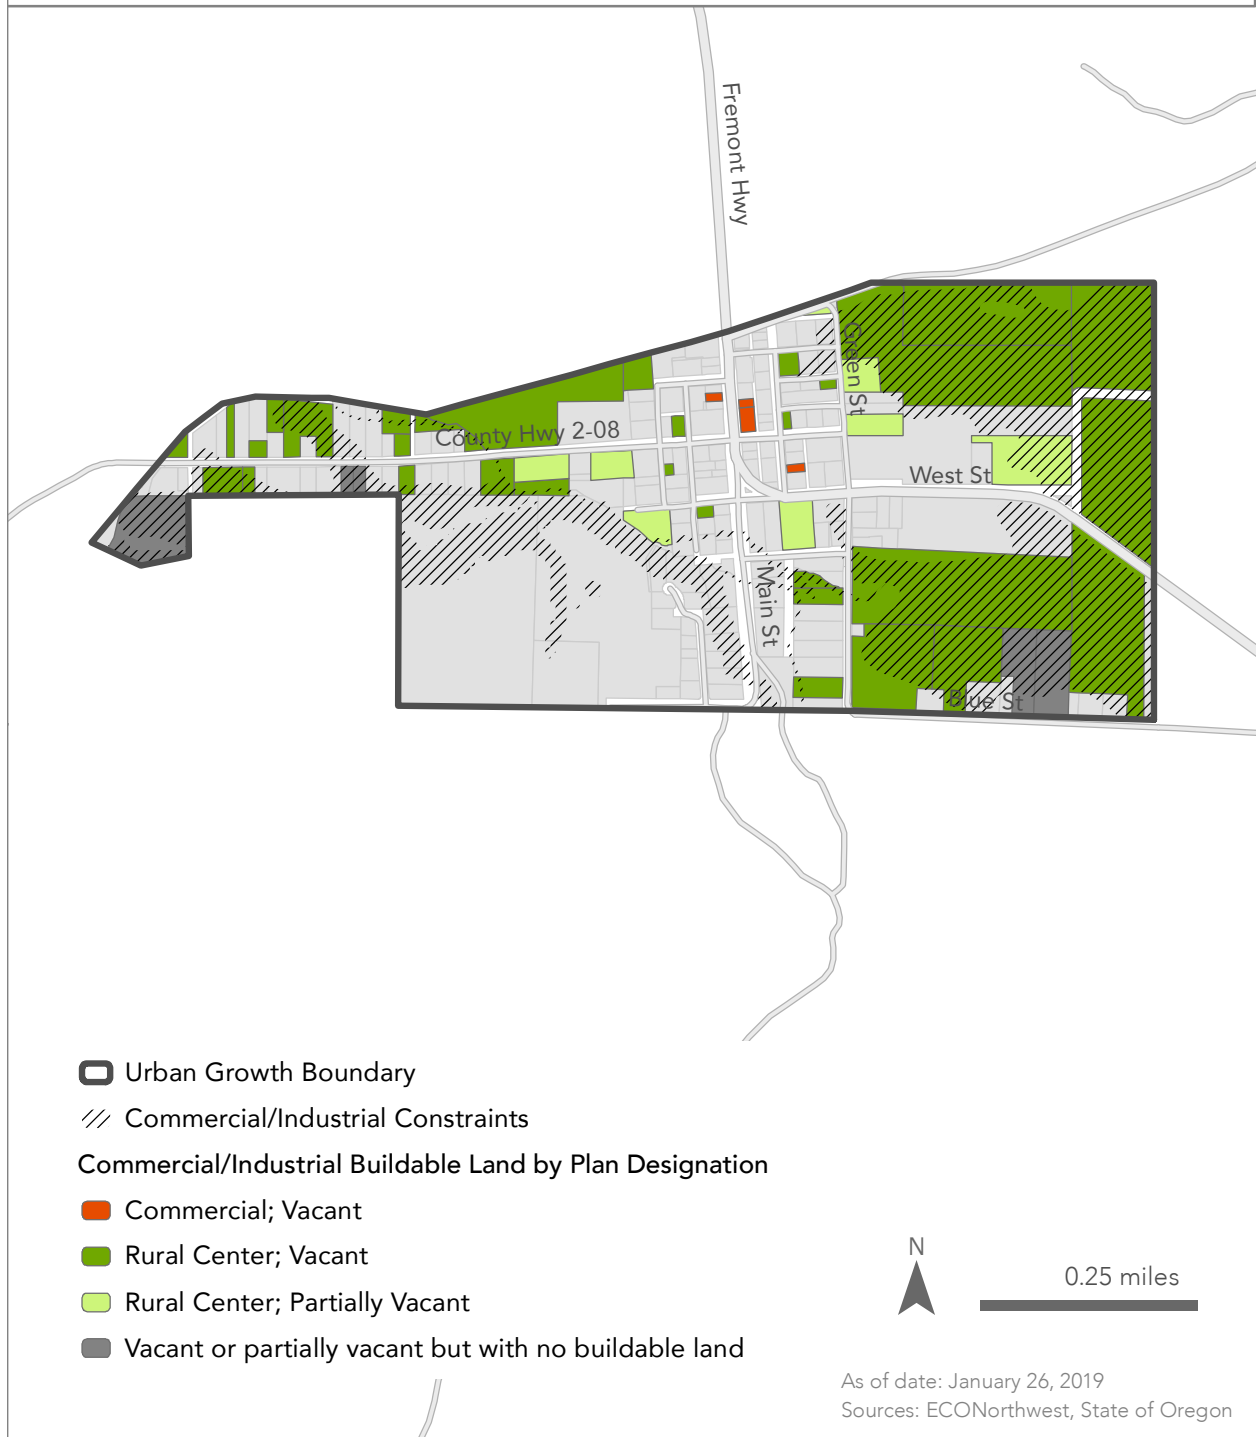 Fremont Hwy
Green St
County Hwy 2-08
West St
Main St
Blue St
Urban Growth Boundary
Commercial/Industrial Constraints
Commercial/Industrial Buildable Land by Plan Designation
Commercial; Vacant
Rural Center; Vacant
Rural Center; Partially Vacant
Vacant or partially vacant but with no buildable land
N
0.25 miles
As of date: January 26, 2019
Sources: ECONorthwest, State of Oregon